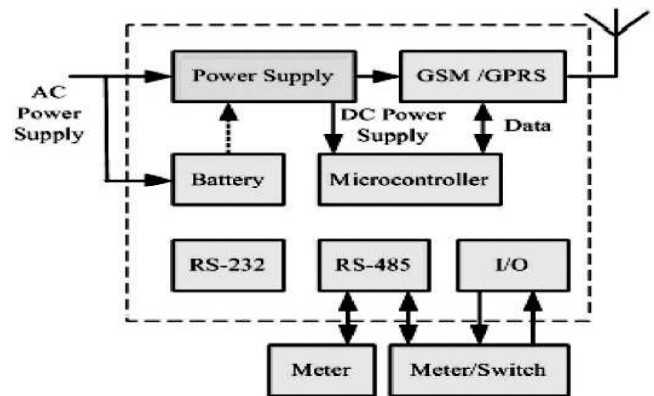 Power Supply
GSM /GPRS
AC
Power
Supply
DC Power
Supply
Data
Battery
Microcontroller
RS-232
RS-485
I/O
Meter
Meter/Switch